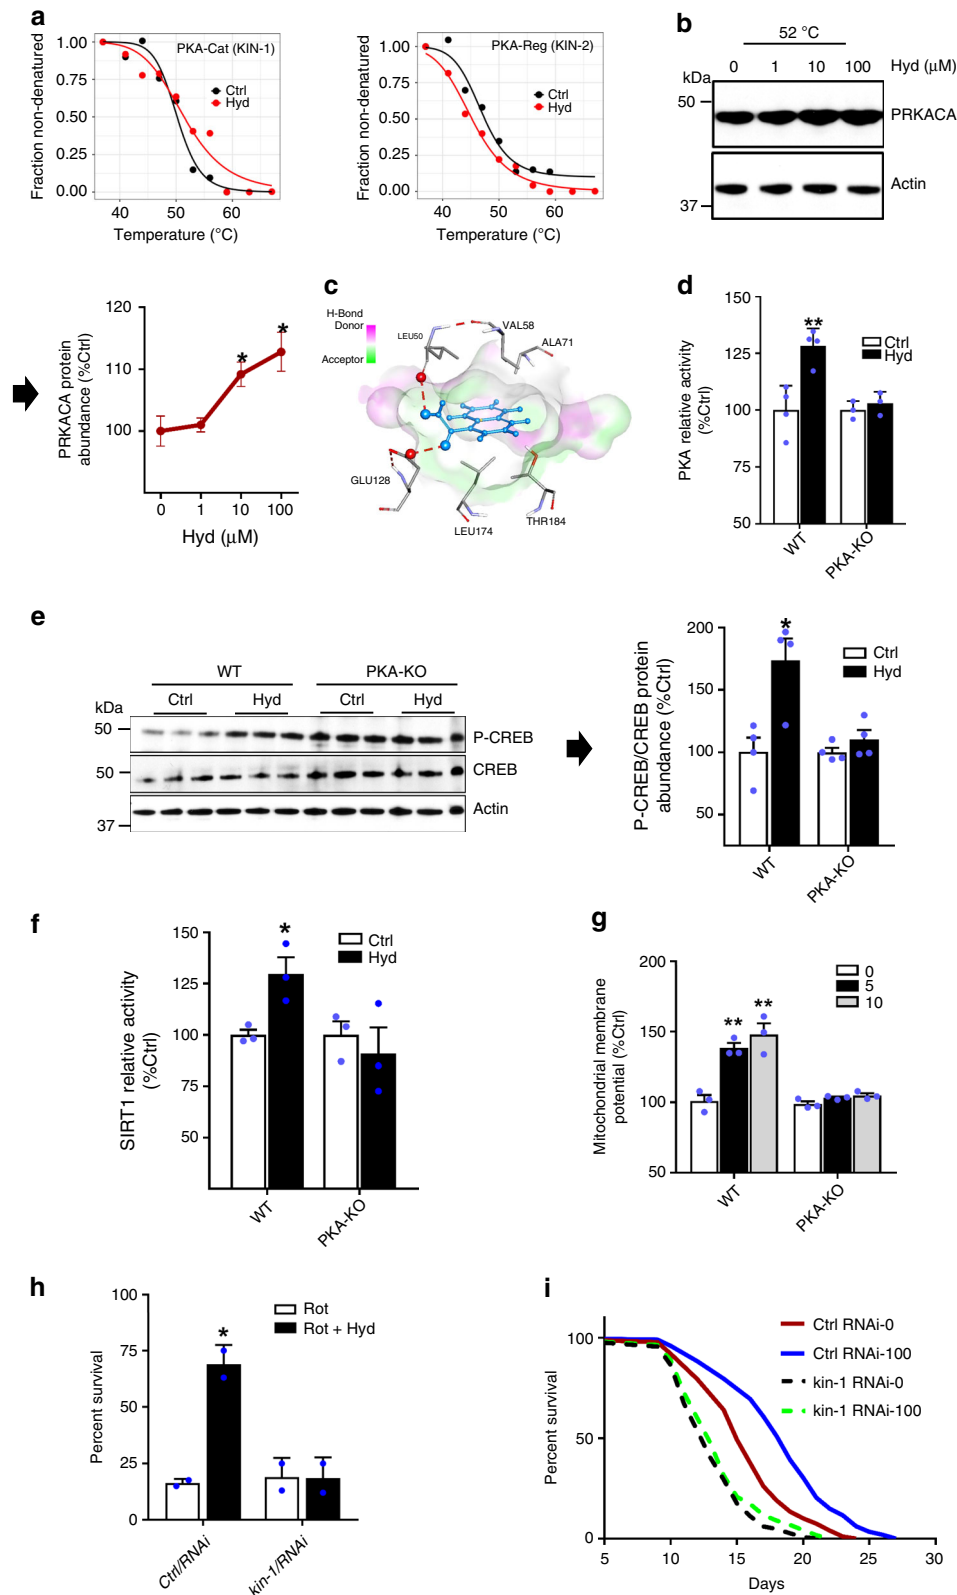 a
PKA-Cat (KIN-1)
Fraction non-denatured
1.00
0.75
0.50
0.25
0.00
Ctrl
Hyd
40 50 60
Temperature (°C)
PKA-Reg (KIN-2)
Fraction non-denatured
1.00
0.75
0.50
0.25
0.00
Ctrl
Hyd
40 50 60
Temperature (°C)
b
52 °C
kDa 0 1 10 100 Hyd (µM)
50
PRKACA
Actin
37
PRKACA protein
abundance (%Ctrl)
120
110
100
*
*
0 1 10 100
Hyd (µM)
c
H-Bond
Donor
Acceptor
LEU50
VAL58
ALA71
GLU128
LEU174
THR184
d
PKA relative activity
(%Ctrl)
150
125
100
75
50
**
Ctrl
Hyd
WT
PKA-KO
e
WT PKA-KO
Ctrl Hyd Ctrl Hyd
kDa
50
P-CREB
50
CREB
Actin
37
P-CREB/CREB protein
abundance (%Ctrl)
200
150
100
50
*
Ctrl
Hyd
WT
PKA-KO
f
SIRT1 relative activity
(%Ctrl)
150
125
100
75
50
*
Ctrl
Hyd
WT
PKA-KO
g
Mitochondrial membrane
potential (%Ctrl)
200
150
100
50
**
**
0
5
10
WT
PKA-KO
h
Percent survival
100
75
50
25
0
*
Rot
Rot + Hyd
Ctrl/RNAi
kin-1/RNAi
i
Percent survival
100
50
0
Ctrl RNAi-0
Ctrl RNAi-100
kin-1 RNAi-0
kin-1 RNAi-100
5 10 15 20 25 30
Days